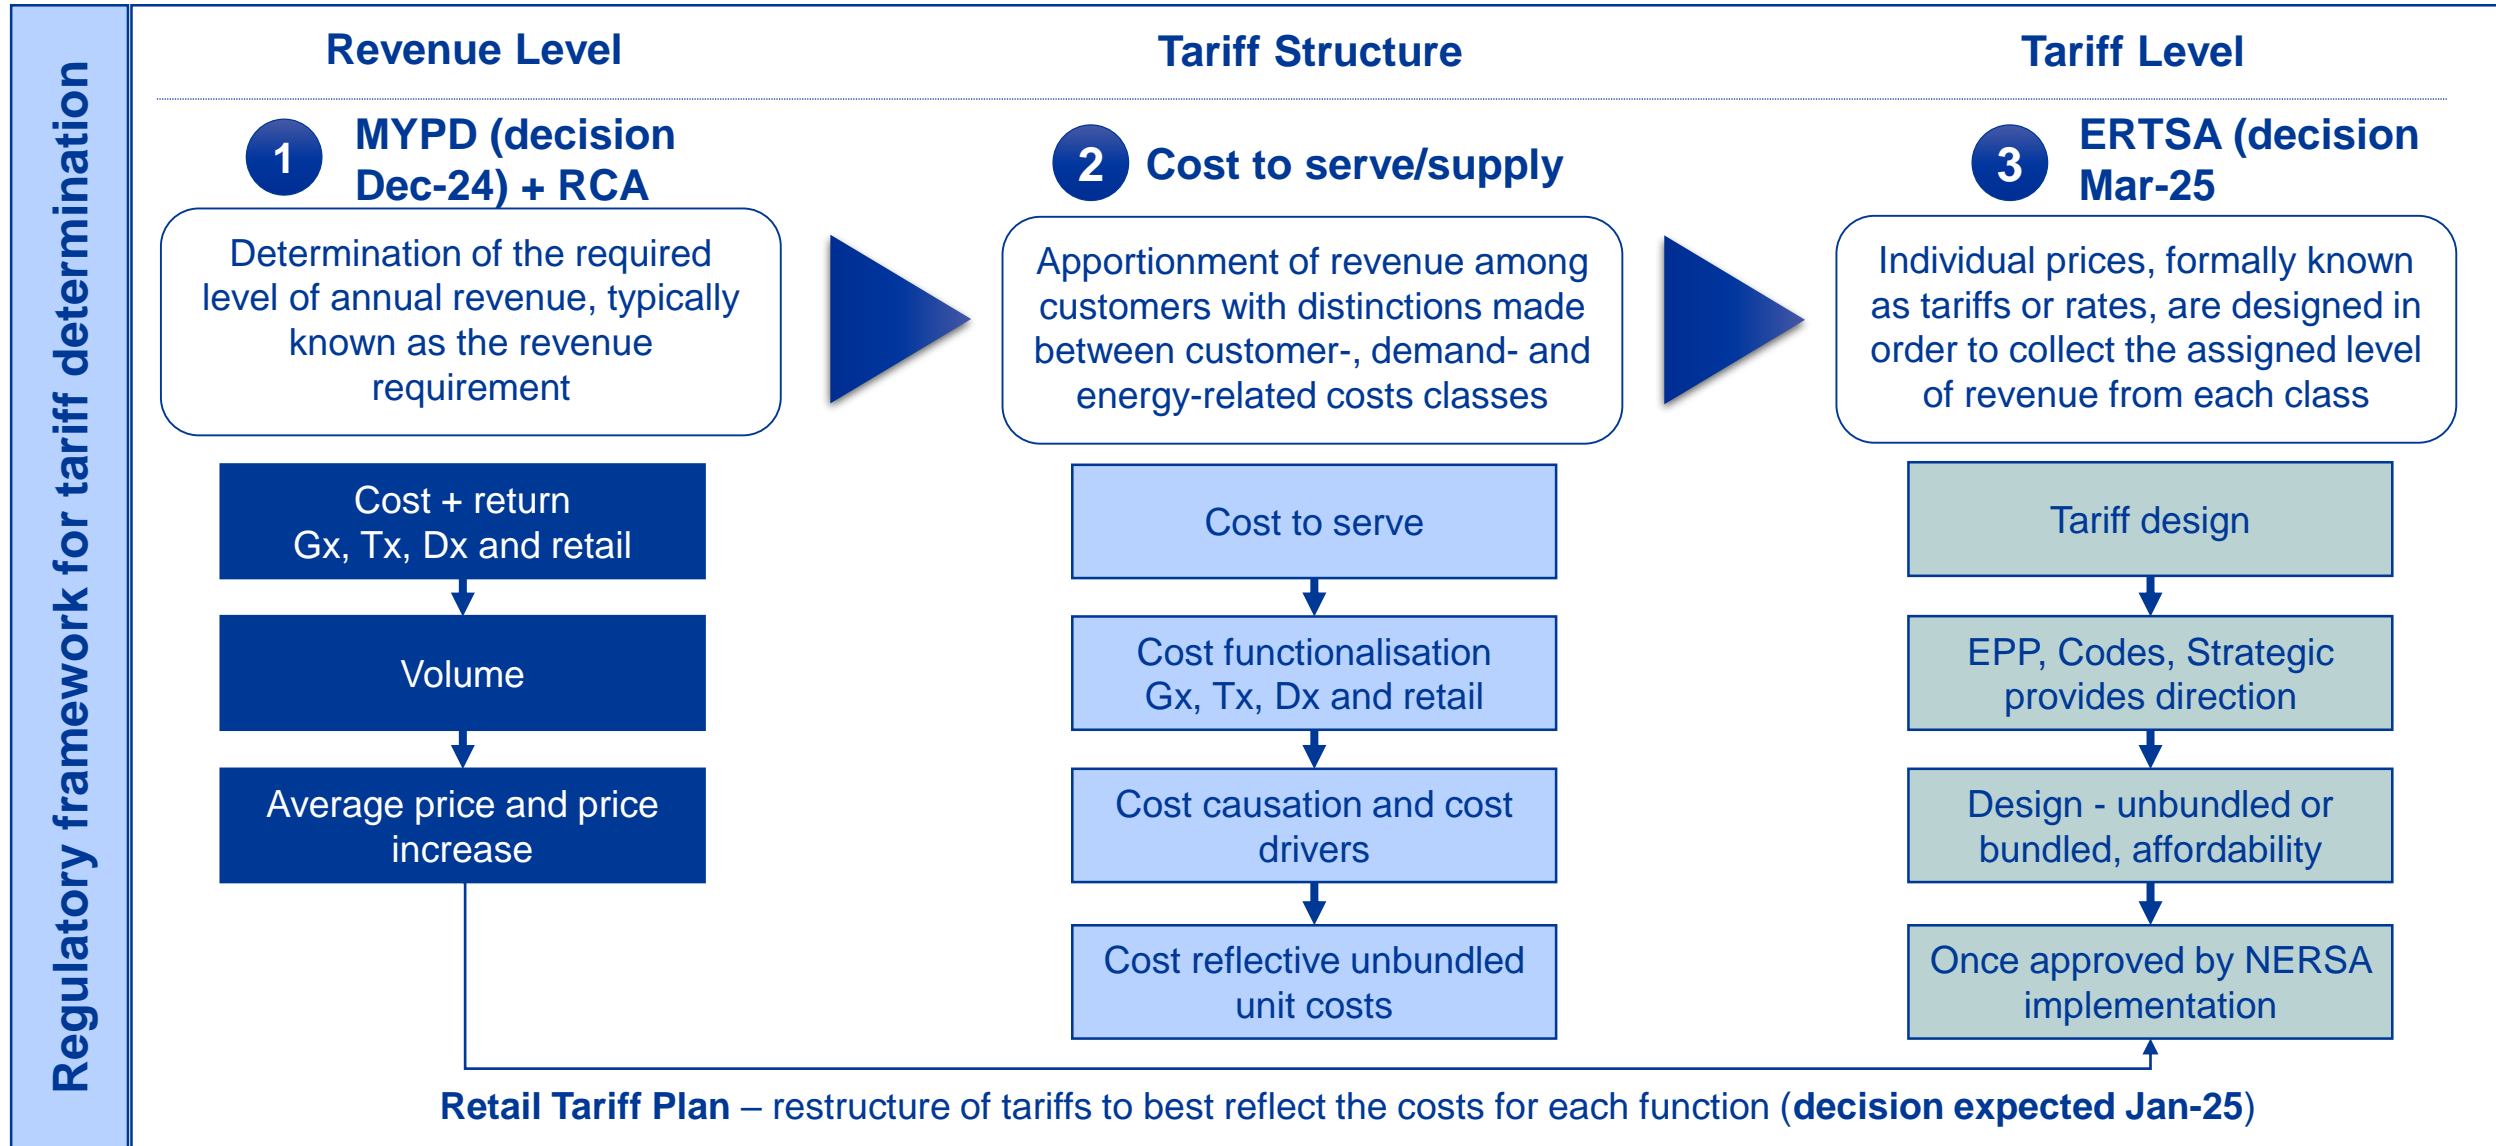 Regulatory framework for tariff determination
Revenue Level
Tariff Structure
Tariff Level
1
MYPD (decision
Dec-24) + RCA
2
Cost to serve/supply
3
ERTSA (decision
Mar-25
Determination of the required
level of annual revenue, typically
known as the revenue
requirement
Apportionment of revenue among
customers with distinctions made
between customer-, demand- and
energy-related costs classes
Individual prices, formally known
as tariffs or rates, are designed in
order to collect the assigned level
of revenue from each class
Cost + return
Gx, Tx, Dx and retail
Volume
Average price and price
increase
Cost to serve
Cost functionalisation
Gx, Tx, Dx and retail
Cost causation and cost
drivers
Cost reflective unbundled
unit costs
Tariff design
EPP, Codes, Strategic
provides direction
Design - unbundled or
bundled, affordability
Once approved by NERSA
implementation
Retail Tariff Plan – restructure of tariffs to best reflect the costs for each function (decision expected Jan-25)